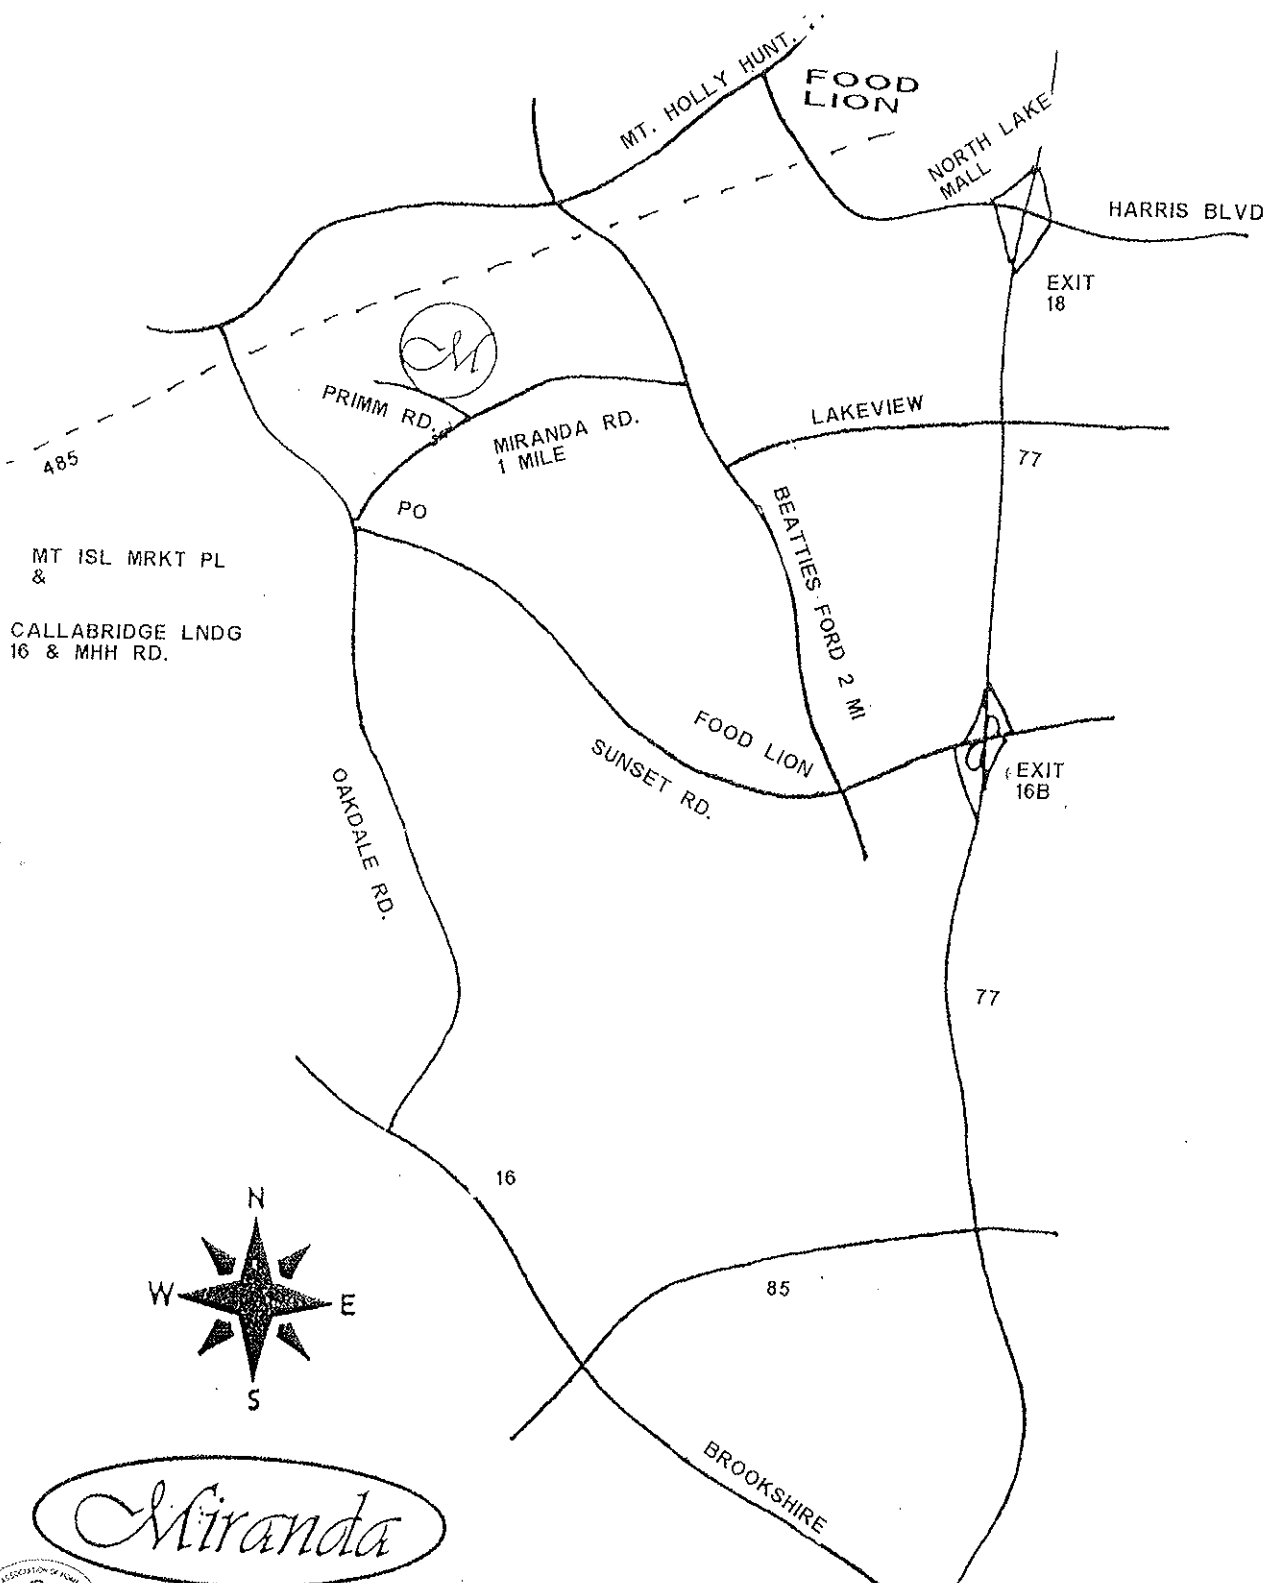 MT. HOLLY HUNT.
FOOD
LION
NORTH LAKE
MALL
HARRIS BLVD
EXIT
18
M
PRIMM RD.
MIRANDA RD.
1 MILE
LAKEVIEW
77
485
PO
BEATTIES FORD 2 MI
MT ISL MRKT PL
&
CALLABRIDGE LNDG
16 & MHH RD.
FOOD LION
SUNSET RD.
EXIT
16B
OAKDALE RD.
77
16
N
W
E
S
85
BROOKSHIRE
Miranda